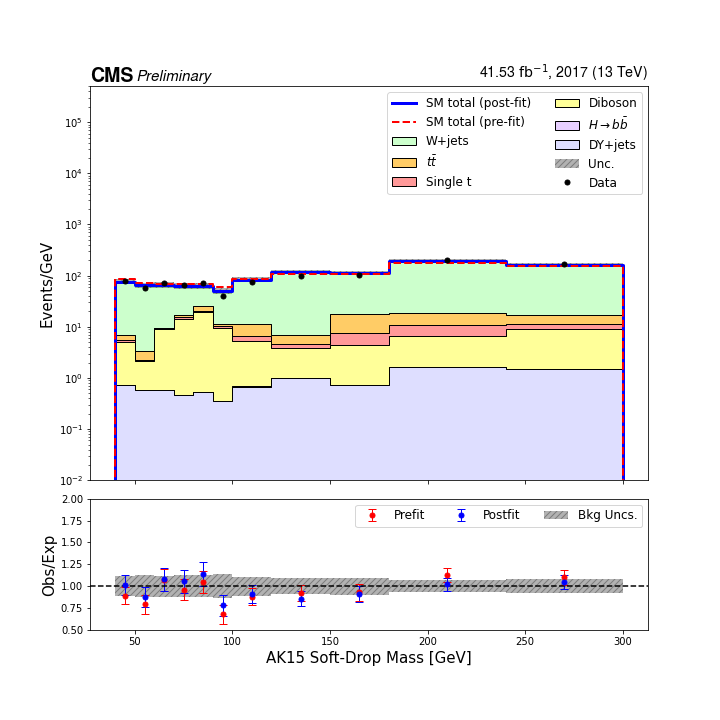 CMS Preliminary 41.53 fb⁻¹, 2017 (13 TeV)
SM total (post-fit)
SM total (pre-fit)
W+jets
tt̄
Single t
Diboson
H→bb̄
DY+jets
Unc.
Data
Events/GeV
10⁵
10⁴
10³
10²
10¹
10⁰
10⁻¹
10⁻²
Prefit Postfit Bkg Uncs.
Obs/Exp
2.00
1.75
1.50
1.25
1.00
0.75
0.50
50 100 150 200 250 300
AK15 Soft-Drop Mass [GeV]